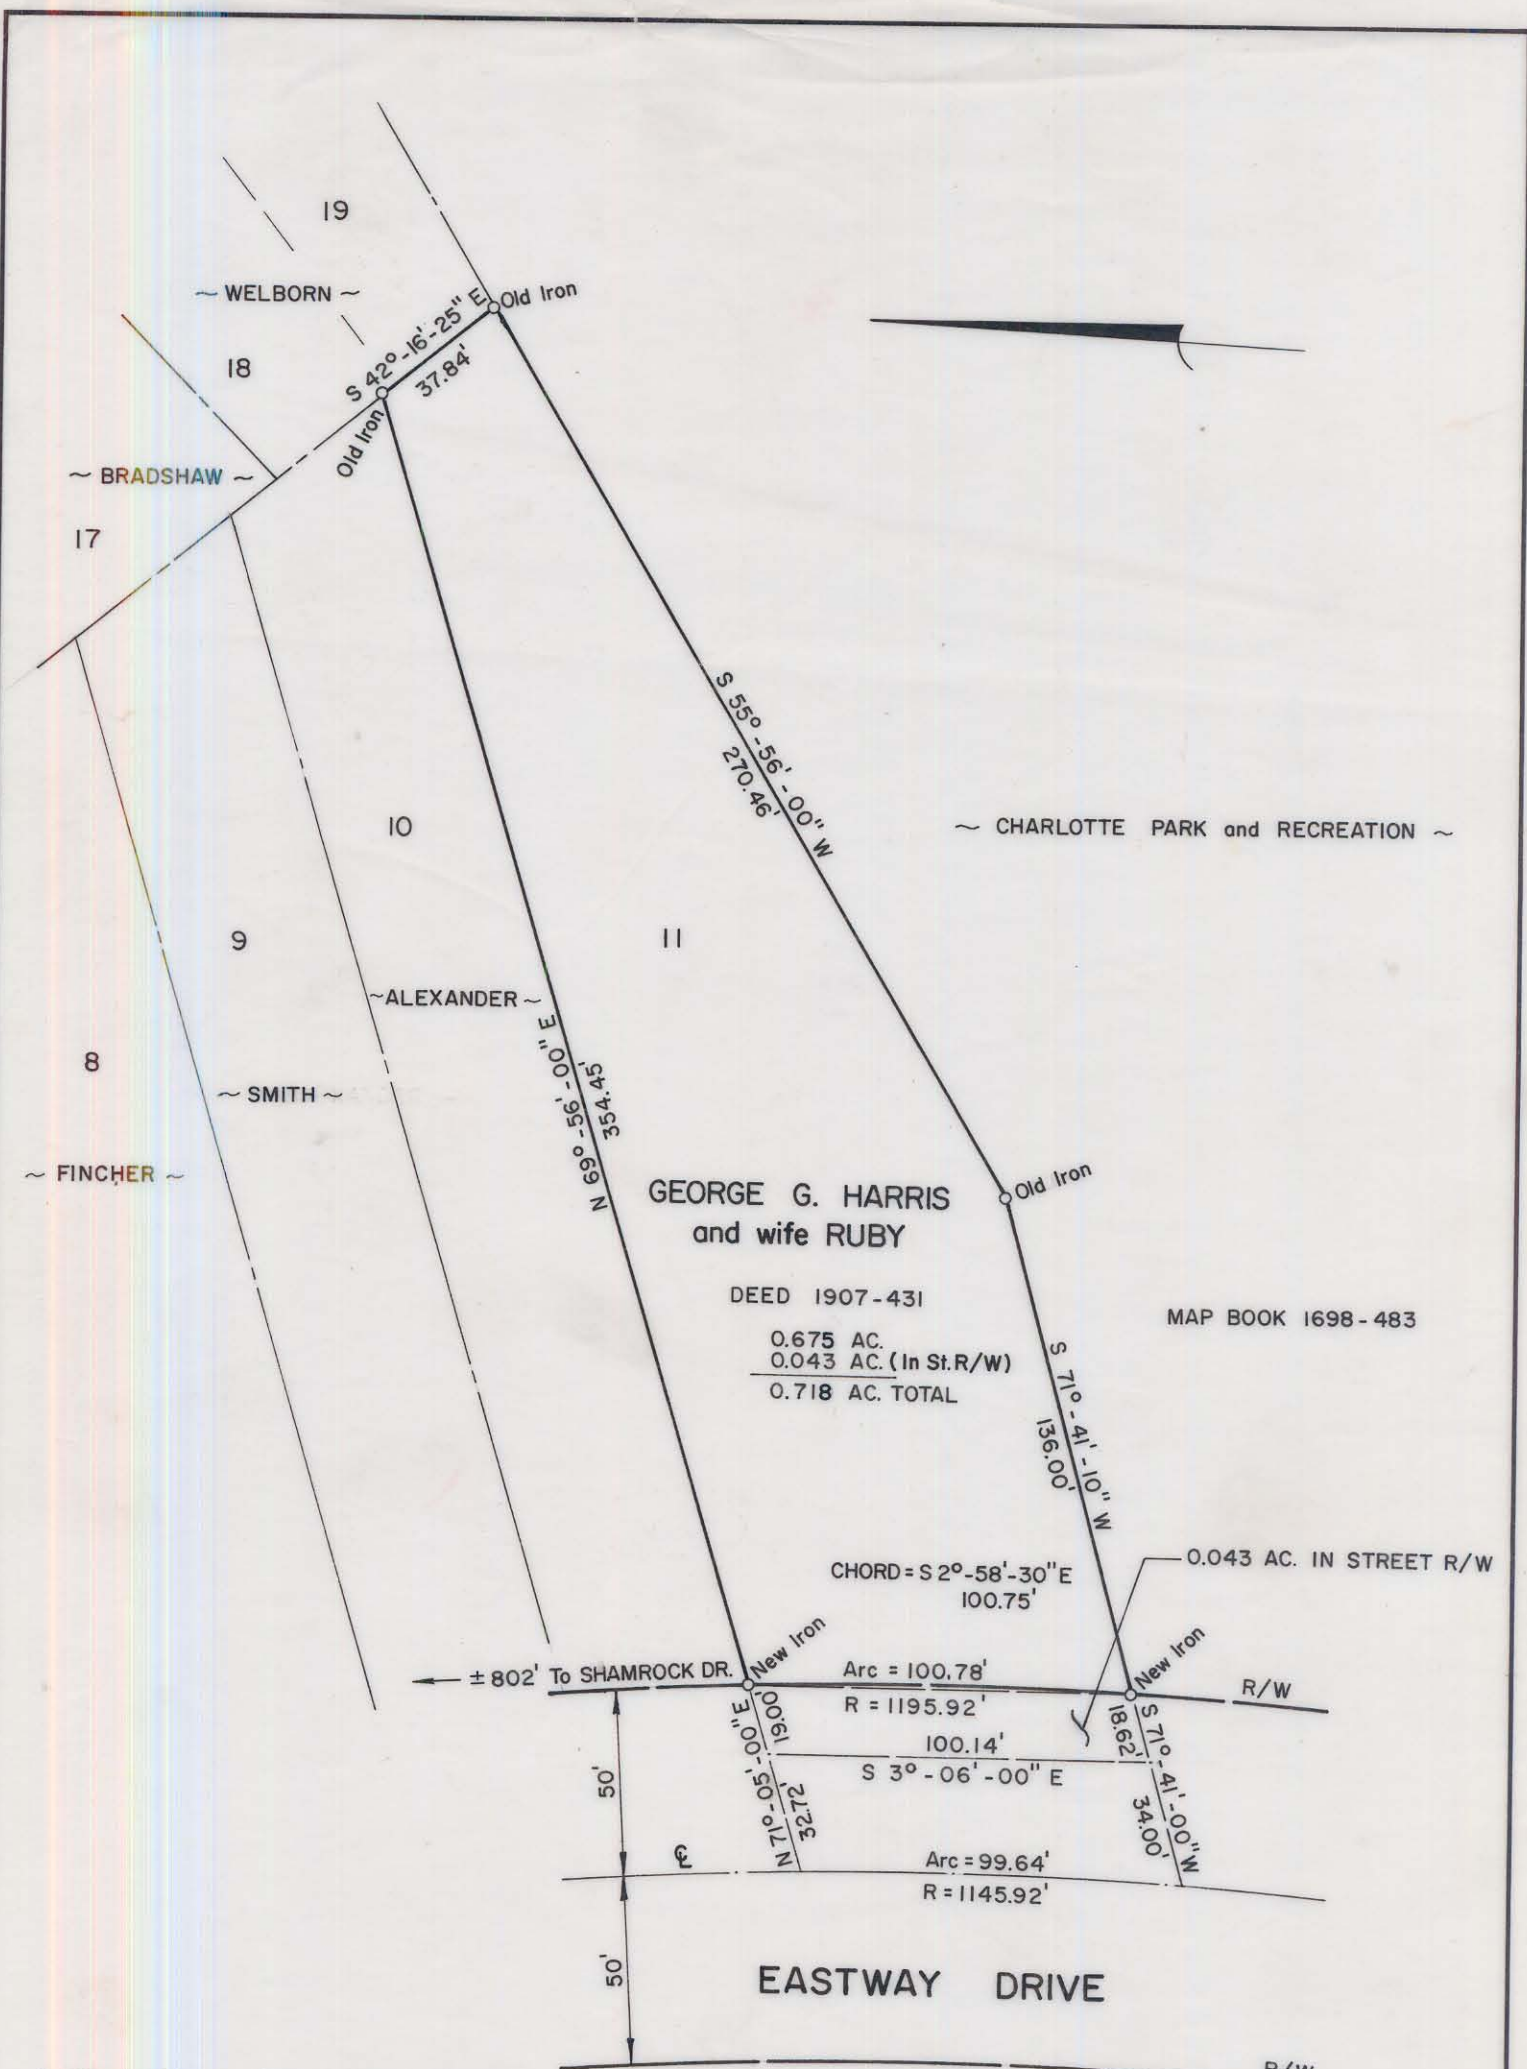 19
~ WELBORN ~
Old Iron
S 42°-16'-25" E
37.84'
18
Old Iron
~ BRADSHAW ~
17
S 55°-56'-00" W
270.46'
10
~ CHARLOTTE PARK and RECREATION ~
9
11
~ALEXANDER~
8
~ SMITH ~
N 69°-56'-00" E
354.45'
~ FINCHER ~
GEORGE G. HARRIS
and wife RUBY
Old Iron
DEED 1907-431
MAP BOOK 1698-483
0.675 AC.
0.043 AC. (In St. R/W)
0.718 AC. TOTAL
S 71°-41'-10" W
136.00'
0.043 AC. IN STREET R/W
CHORD = S 2°-58'-30" E
100.75'
New Iron
New Iron
±802' To SHAMROCK DR.
Arc = 100.78'
R = 1195.92'
R/W
19.00'
18.62'
100.14'
S 3°-06'-00" E
N 71°-05'-00" E
32.72'
S 71°-41'-00" W
34.00'
50'
℄
Arc = 99.64'
R = 1145.92'
50'
EASTWAY DRIVE
R/W